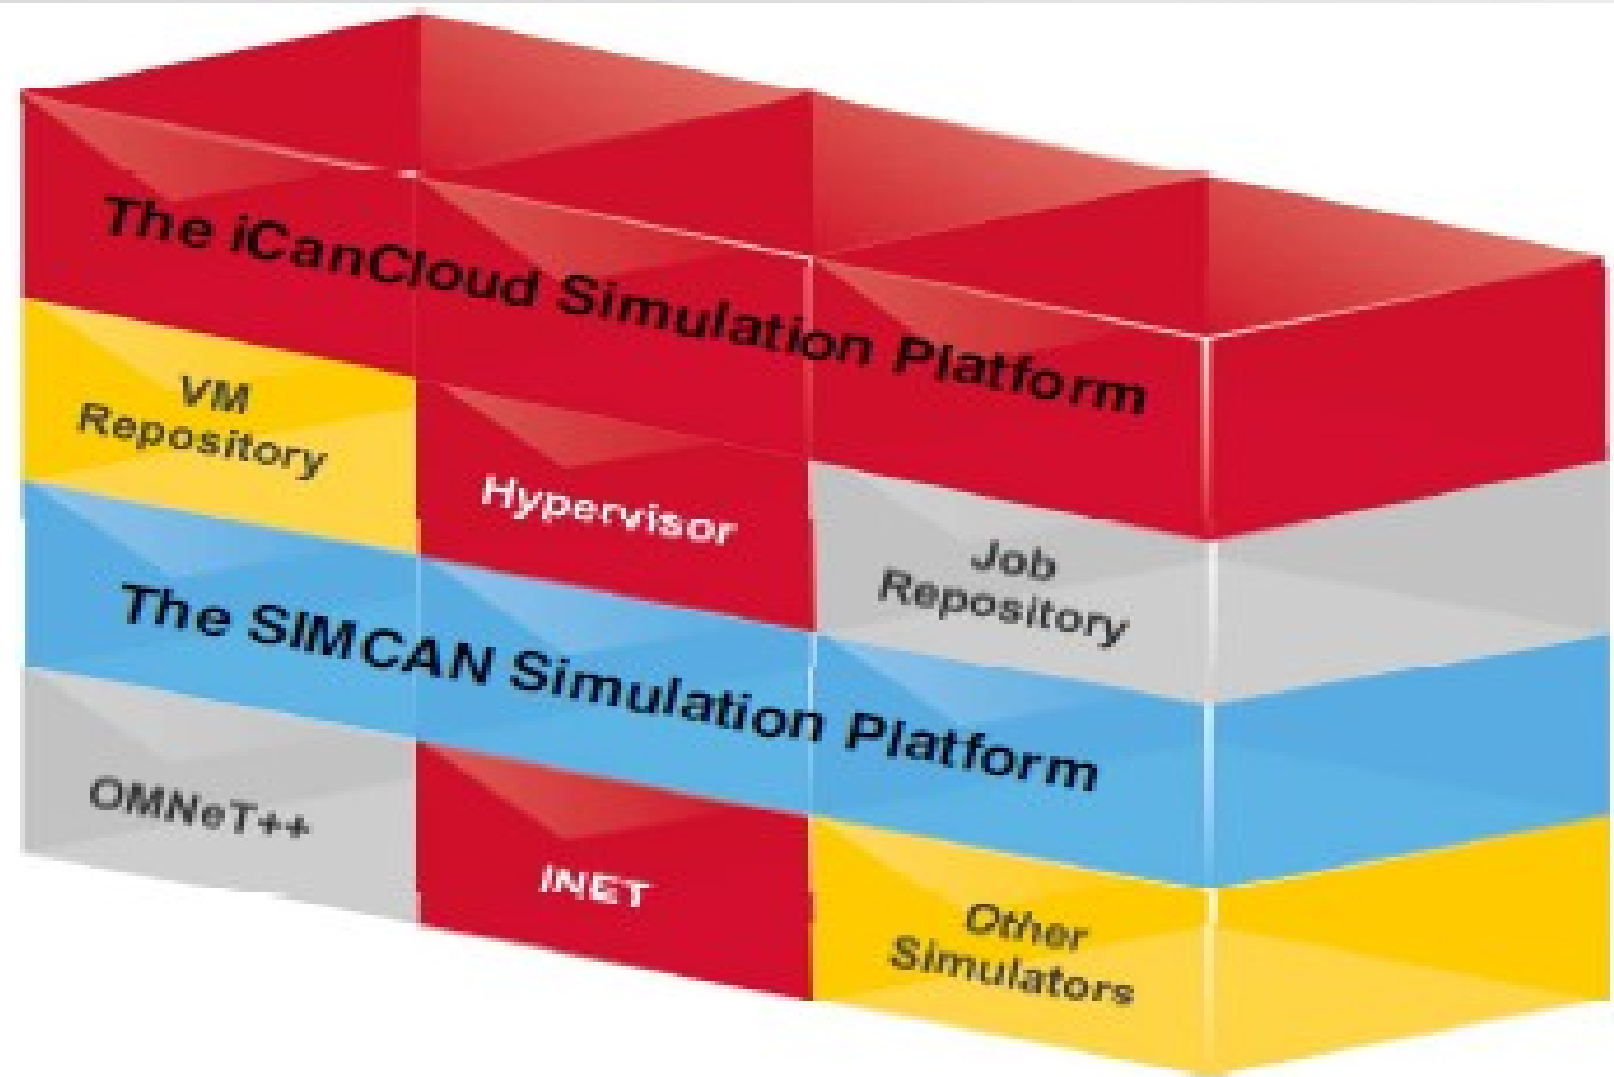 The iCanCloud Simulation Platform
VM
Repository
Hypervisor
Job
Repository
The SIMCAN Simulation Platform
OMNeT++
INET
Other
Simulators